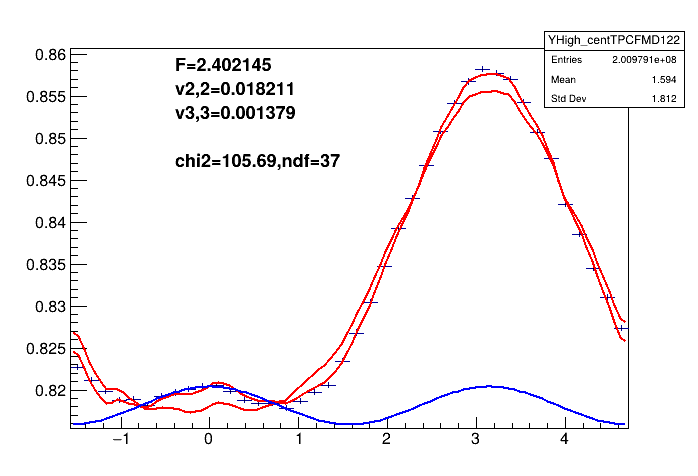 YHigh_centTPCFMD122
Entries 2.009791e+08
Mean 1.594
Std Dev 1.812
F=2.402145
v2,2=0.018211
v3,3=0.001379
chi2=105.69,ndf=37
0.86
0.855
0.85
0.845
0.84
0.835
0.83
0.825
0.82
−1 0 1 2 3 4